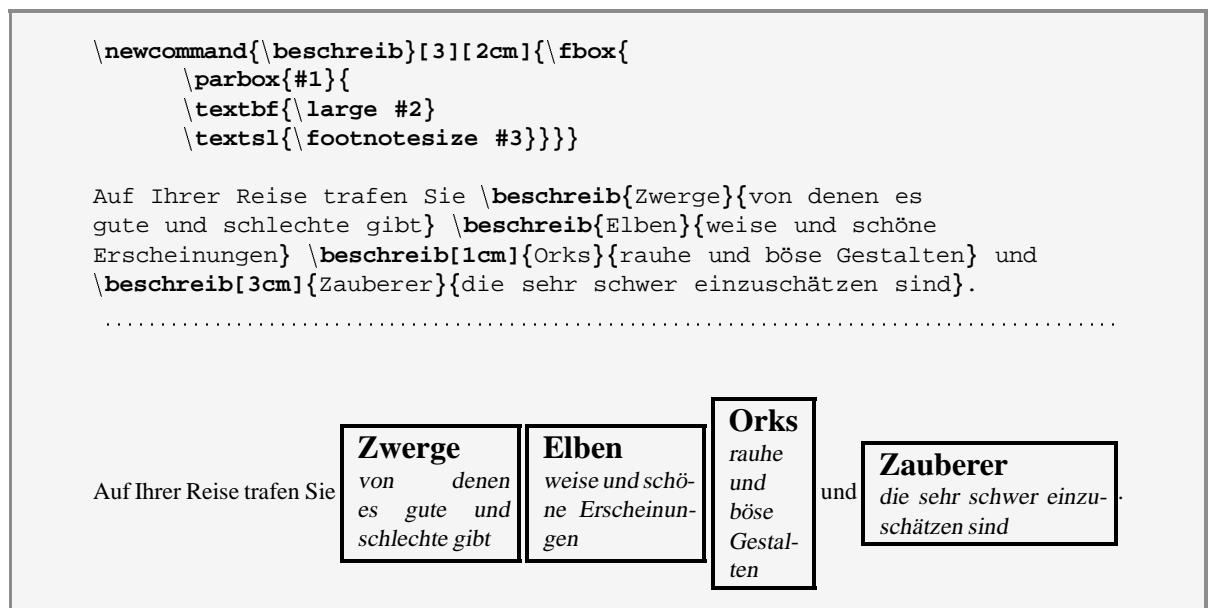 \newcommand{\beschreib}[3][2cm]{\fbox{
\parbox{#1}{
\textbf{\large #2}
\textsl{\footnotesize #3}}}}
Auf Ihrer Reise trafen Sie \beschreib{Zwerge}{von denen es
gute und schlechte gibt} \beschreib{Elben}{weise und schöne
Erscheinungen} \beschreib[1cm]{Orks}{rauhe und böse Gestalten} und
\beschreib[3cm]{Zauberer}{die sehr schwer einzuschätzen sind}.
Auf Ihrer Reise trafen Sie
Zwerge
von denen
es gute und
schlechte gibt
Elben
weise und schö-
ne Erscheinun-
gen
Orks
rauhe
und
böse
Gestal-
ten
und
Zauberer
die sehr schwer einzu-
schätzen sind
.